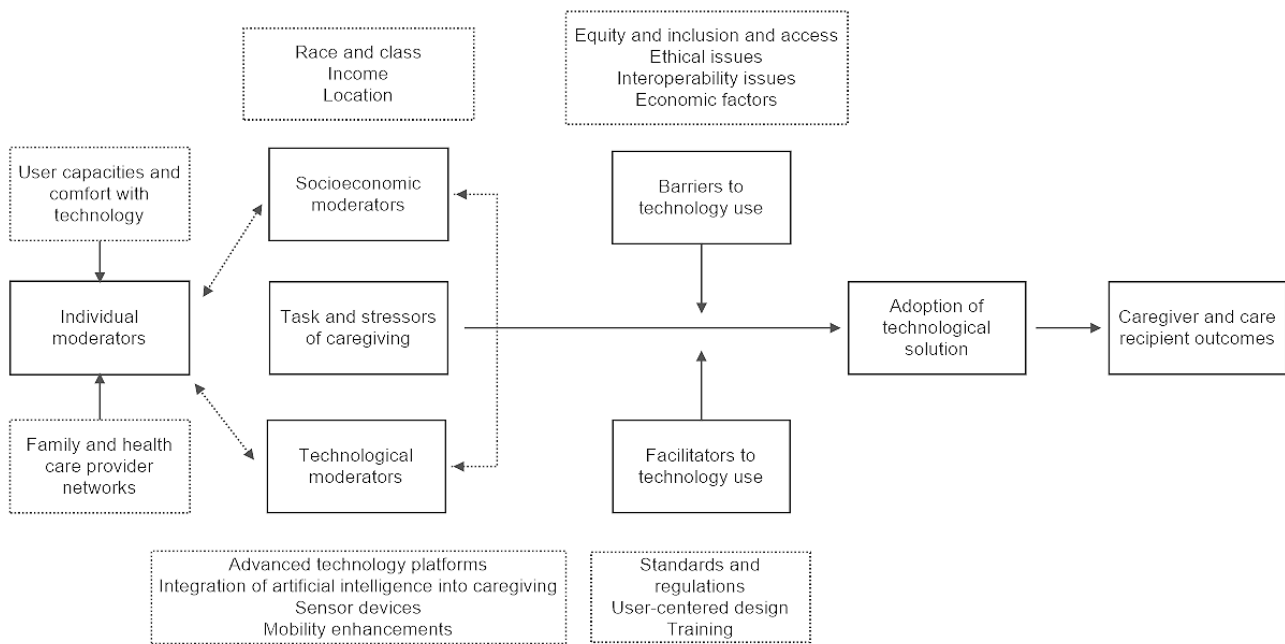 Race and class
Income
Location
Equity and inclusion and access
Ethical issues
Interoperability issues
Economic factors
User capacities and
comfort with
technology
Socioeconomic
moderators
Barriers to
technology use
Individual
moderators
Task and stressors
of caregiving
Adoption of
technological
solution
Caregiver and care
recipient outcomes
Family and health
care provider
networks
Technological
moderators
Facilitators to
technology use
Advanced technology platforms
Integration of artificial intelligence into caregiving
Sensor devices
Mobility enhancements
Standards and
regulations
User-centered design
Training